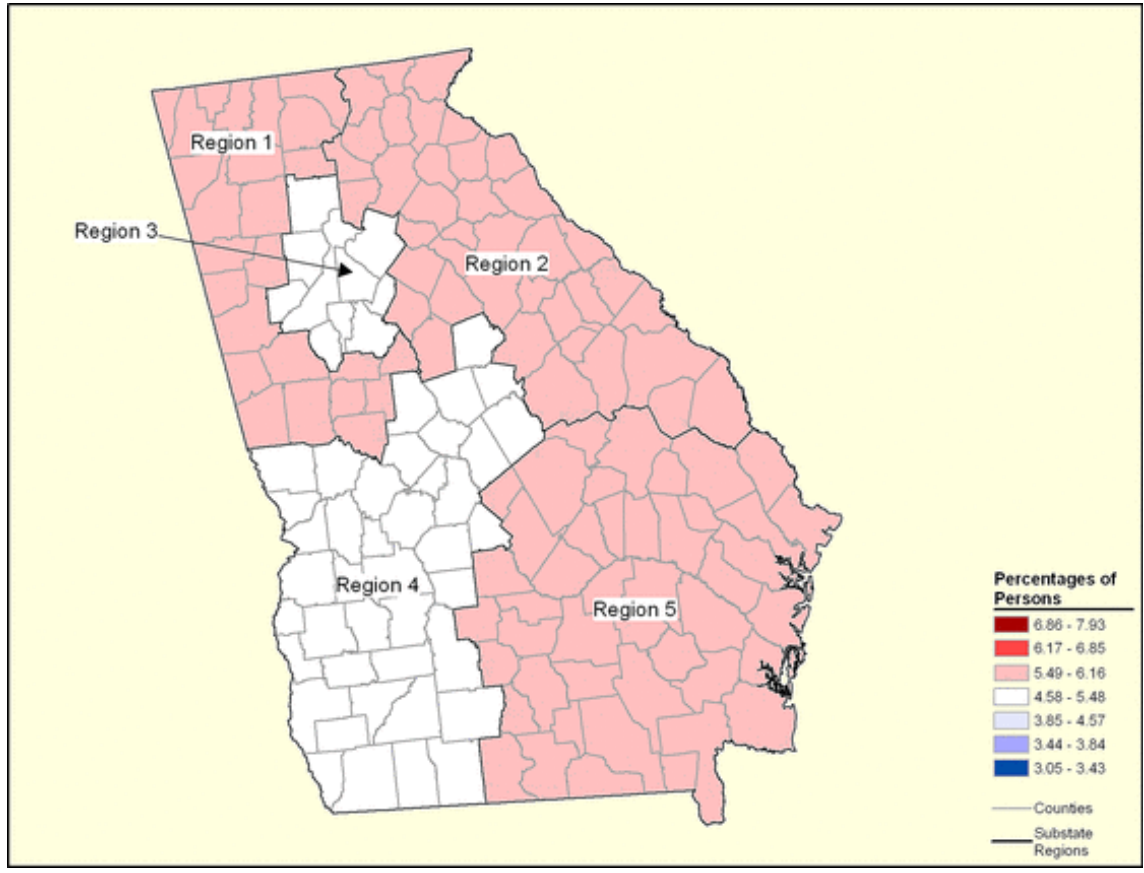 Region 1
Region 3
Region 2
Region 4
Region 5
Percentages of
Persons
6.86 - 7.93
6.17 - 6.85
5.49 - 6.16
4.58 - 5.48
3.85 - 4.57
3.44 - 3.84
3.05 - 3.43
Counties
Substate
Regions